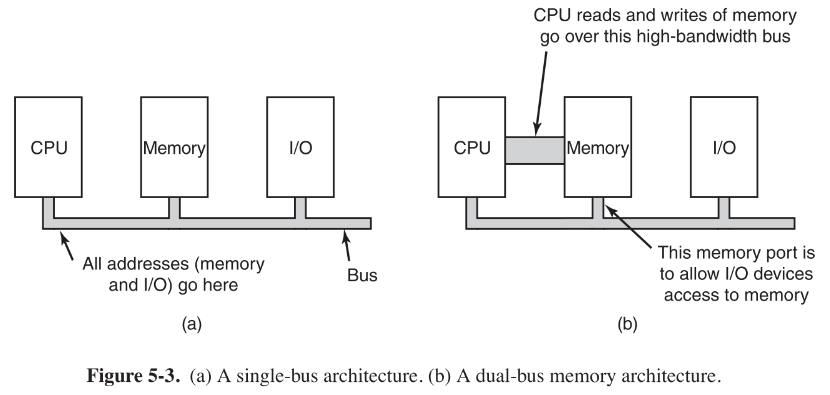 CPU reads and writes of memory
go over this high-bandwidth bus
CPU
Memory
I/O
CPU
Memory
I/O
All addresses (memory
and I/O) go here
Bus
This memory port is
to allow I/O devices
access to memory
(a)
(b)
Figure 5-3. (a) A single-bus architecture. (b) A dual-bus memory architecture.